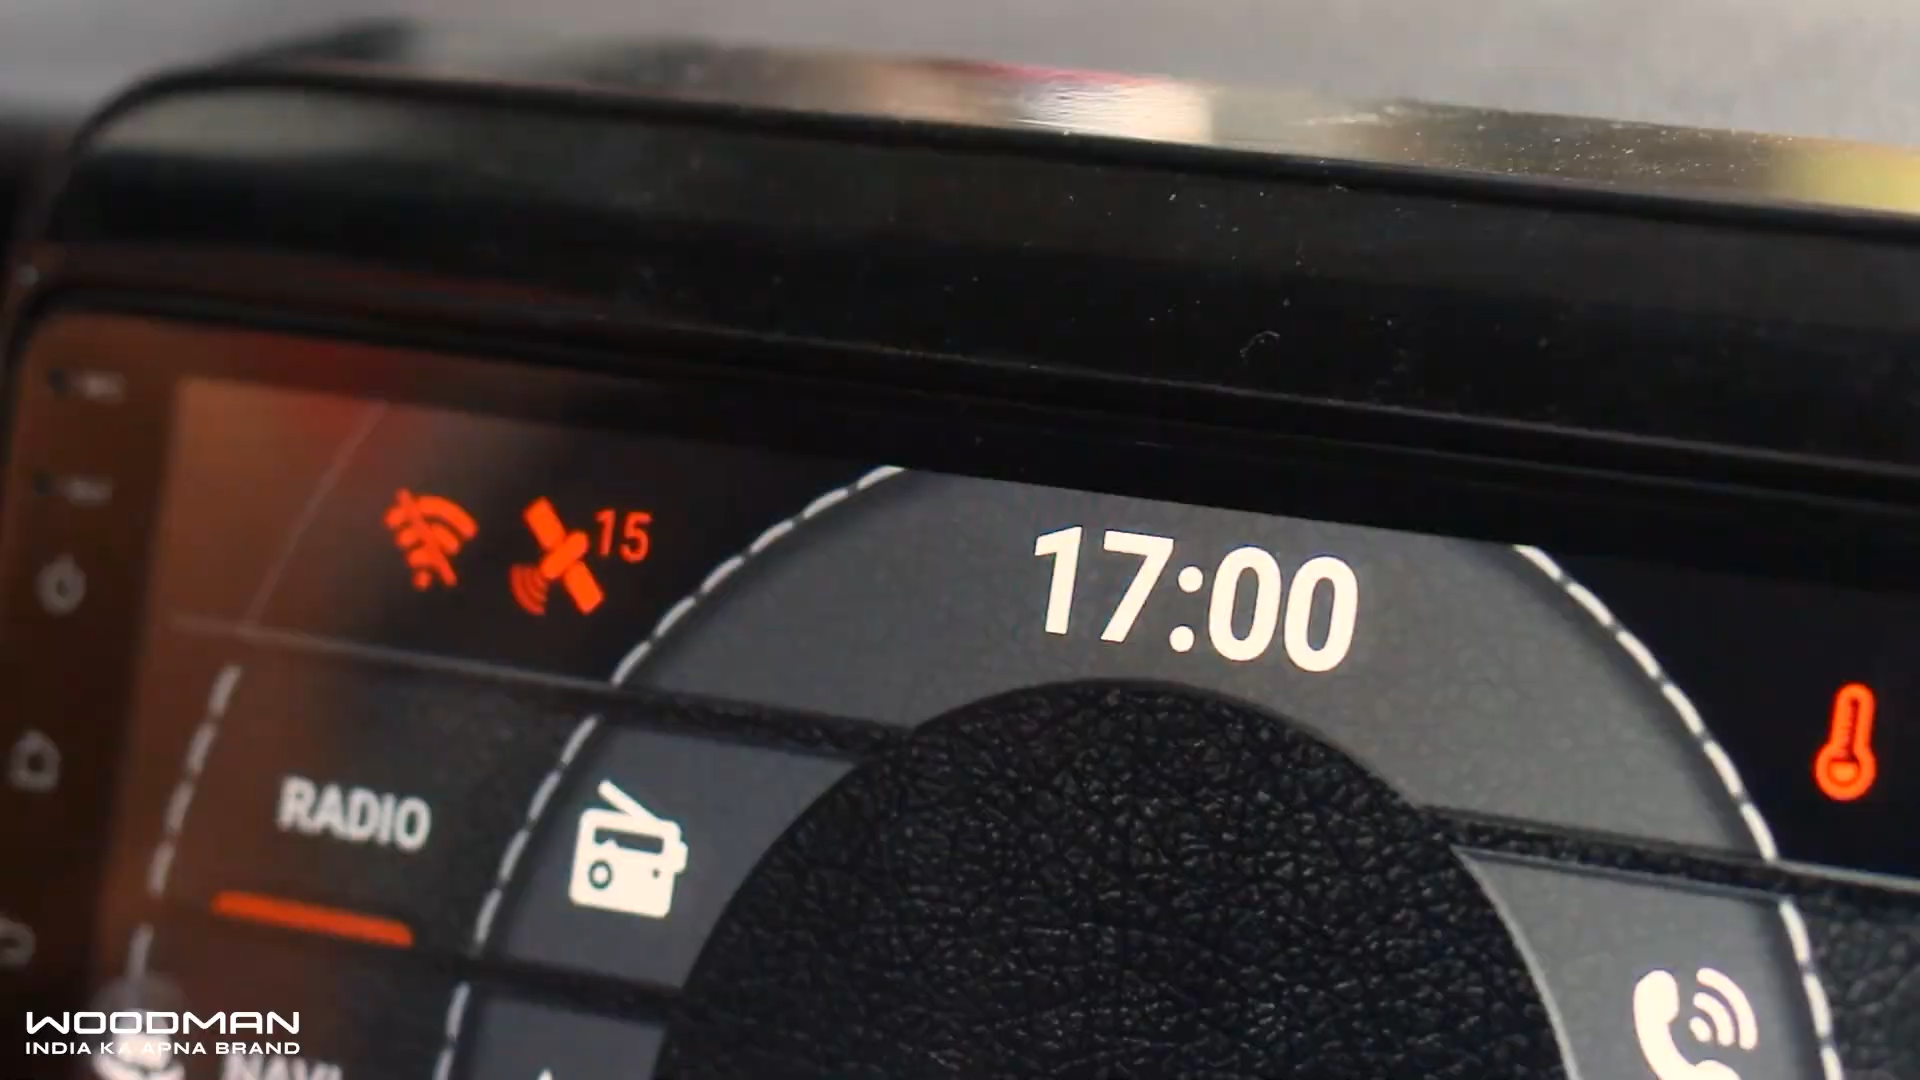 15
17:00
RADIO
NAVI
WOODMAN
INDIA KA APNA BRAND